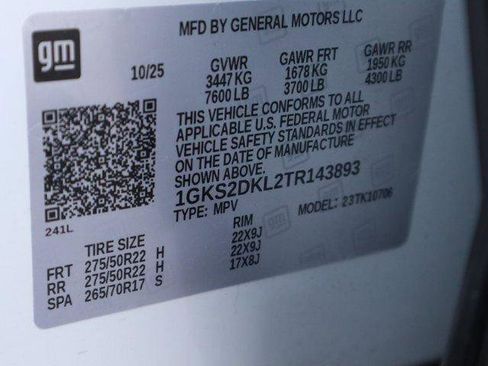 gm
MFD BY GENERAL MOTORS LLC
10/25
GVWR GAWR FRT GAWR RR
3447 KG 1678 KG 1950 KG
7600 LB 3700 LB 4300 LB
THIS VEHICLE CONFORMS TO ALL
APPLICABLE U.S. FEDERAL MOTOR
VEHICLE SAFETY STANDARDS IN EFFECT
ON THE DATE OF MANUFACTURE
SHOWN ABOVE.
1GKS2DKL2TR143893
TYPE: MPV MODEL: 23TK10706
241L
TIRE SIZE RIM
FRT 275/50R22 H 22X9J
RR 275/50R22 H 22X9J
SPA 265/70R17 S 17X8J